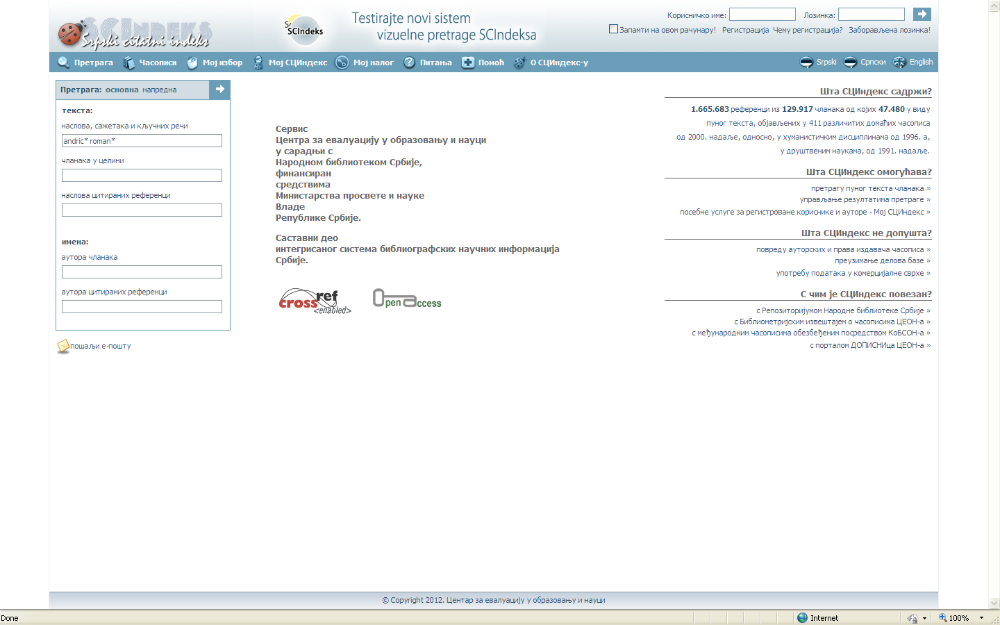 SCIndeks
Srpski citatni indeks
SCIndeks
Testirajte novi sistem
vizuelne pretrage SCIndeksa
Корисничко име: Лозинка:
Запамти на овом рачунару! Регистрација Чему регистрација? Заборављена лозинка!
Претрага Часописи Мој избор Мој СЦИндекс Мој налог Питања Помоћ О СЦИндекс-у Srpski Српски English
Претрага: основна напредна
текста:
наслова, сажетака и кључних речи
andric* roman*
чланака у целини
наслова цитираних референци
имена:
аутора чланака
аутора цитираних референци
пошаљи е-пошту
Сервис
Центра за евалуацију у образовању и науци
у сарадњи с
Народном библиотеком Србије,
финансиран
средствима
Министарства просвете и науке
Владе
Републике Србије.
Саставни део
интегрисаног система библиографских научних информација
Србије.
crossref
<enabled>
Open Access
Шта СЦИндекс садржи?
1.665.683 референци из 129.917 чланака од којих 47.480 у виду
пуног текста, објављених у 411 различитих домаћих часописа
од 2000. надаље, односно, у хуманистичким дисциплинама од 1996. а,
у друштвеним наукама, од 1991. надаље.
Шта СЦИндекс омогућава?
претрагу пуног текста чланака »
управљање резултатима претраге »
посебне услуге за регистроване кориснике и ауторе - Мој СЦИндекс »
Шта СЦИндекс не допушта?
повреду ауторских и права издавача часописа »
преузимање делова базе »
употребу података у комерцијалне сврхе »
С чим је СЦИндекс повезан?
с Репозиторијумом Народне библиотеке Србије »
с Библиометријским извештајем о часописима ЦЕОН-а »
с међународним часописима обезбеђеним посредством КоБСОН-а »
с порталом ДОПИСНИца ЦЕОН-а »
© Copyright 2012. Центар за евалуацију у образовању и науци
Done Internet 100%